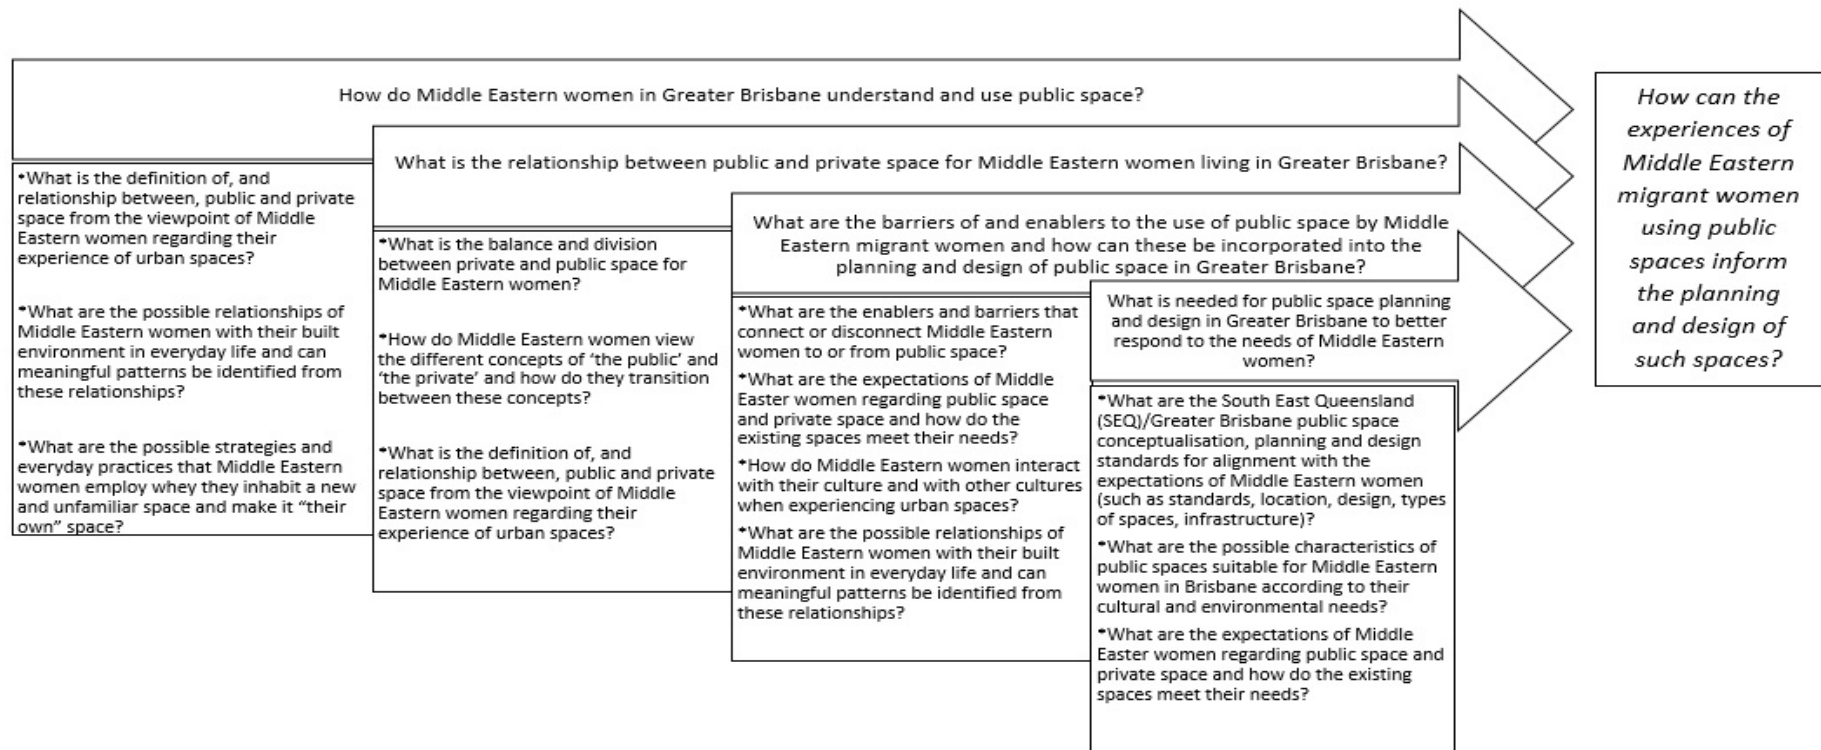 How do Middle Eastern women in Greater Brisbane understand and use public space?
*What is the definition of, and
relationship between, public and private
space from the viewpoint of Middle
Eastern women regarding their
experience of urban spaces?
*What are the possible relationships of
Middle Eastern women with their built
environment in everyday life and can
meaningful patterns be identified from
these relationships?
*What are the possible strategies and
everyday practices that Middle Eastern
women employ whey they inhabit a new
and unfamiliar space and make it “their
own” space?
What is the relationship between public and private space for Middle Eastern women living in Greater Brisbane?
*What is the balance and division
between private and public space for
Middle Eastern women?
*How do Middle Eastern women view
the different concepts of ‘the public’ and
‘the private’ and how do they transition
between these concepts?
*What is the definition of, and
relationship between, public and private
space from the viewpoint of Middle
Eastern women regarding their
experience of urban spaces?
What are the barriers of and enablers to the use of public space by Middle
Eastern migrant women and how can these be incorporated into the
planning and design of public space in Greater Brisbane?
*What are the enablers and barriers that
connect or disconnect Middle Eastern
women to or from public space?
*What are the expectations of Middle
Easter women regarding public space
and private space and how do the
existing spaces meet their needs?
*How do Middle Eastern women interact
with their culture and with other cultures
when experiencing urban spaces?
*What are the possible relationships of
Middle Eastern women with their built
environment in everyday life and can
meaningful patterns be identified from
these relationships?
What is needed for public space planning
and design in Greater Brisbane to better
respond to the needs of Middle Eastern
women?
*What are the South East Queensland
(SEQ)/Greater Brisbane public space
conceptualisation, planning and design
standards for alignment with the
expectations of Middle Eastern women
(such as standards, location, design, types
of spaces, infrastructure)?
*What are the possible characteristics of
public spaces suitable for Middle Eastern
women in Brisbane according to their
cultural and environmental needs?
*What are the expectations of Middle
Easter women regarding public space and
private space and how do the existing
spaces meet their needs?
How can the
experiences of
Middle Eastern
migrant women
using public
spaces inform
the planning
and design of
such spaces?